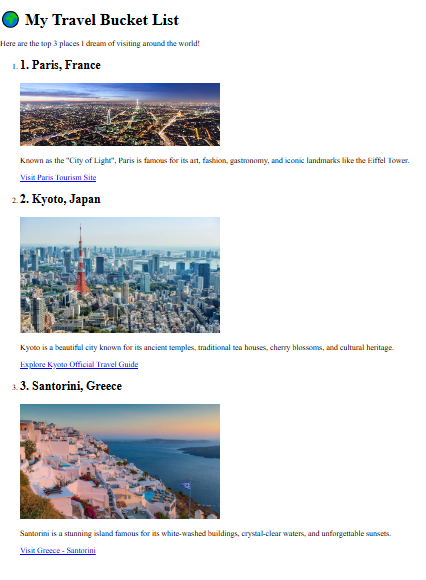 🌍 My Travel Bucket List
Here are the top 3 places I dream of visiting around the world!
1. 1. Paris, France
Known as the "City of Light", Paris is famous for its art, fashion, gastronomy, and iconic landmarks like the Eiffel Tower.
Visit Paris Tourism Site
2. 2. Kyoto, Japan
Kyoto is a beautiful city known for its ancient temples, traditional tea houses, cherry blossoms, and cultural heritage.
Explore Kyoto Official Travel Guide
3. 3. Santorini, Greece
Santorini is a stunning island famous for its white-washed buildings, crystal-clear waters, and unforgettable sunsets.
Visit Greece - Santorini